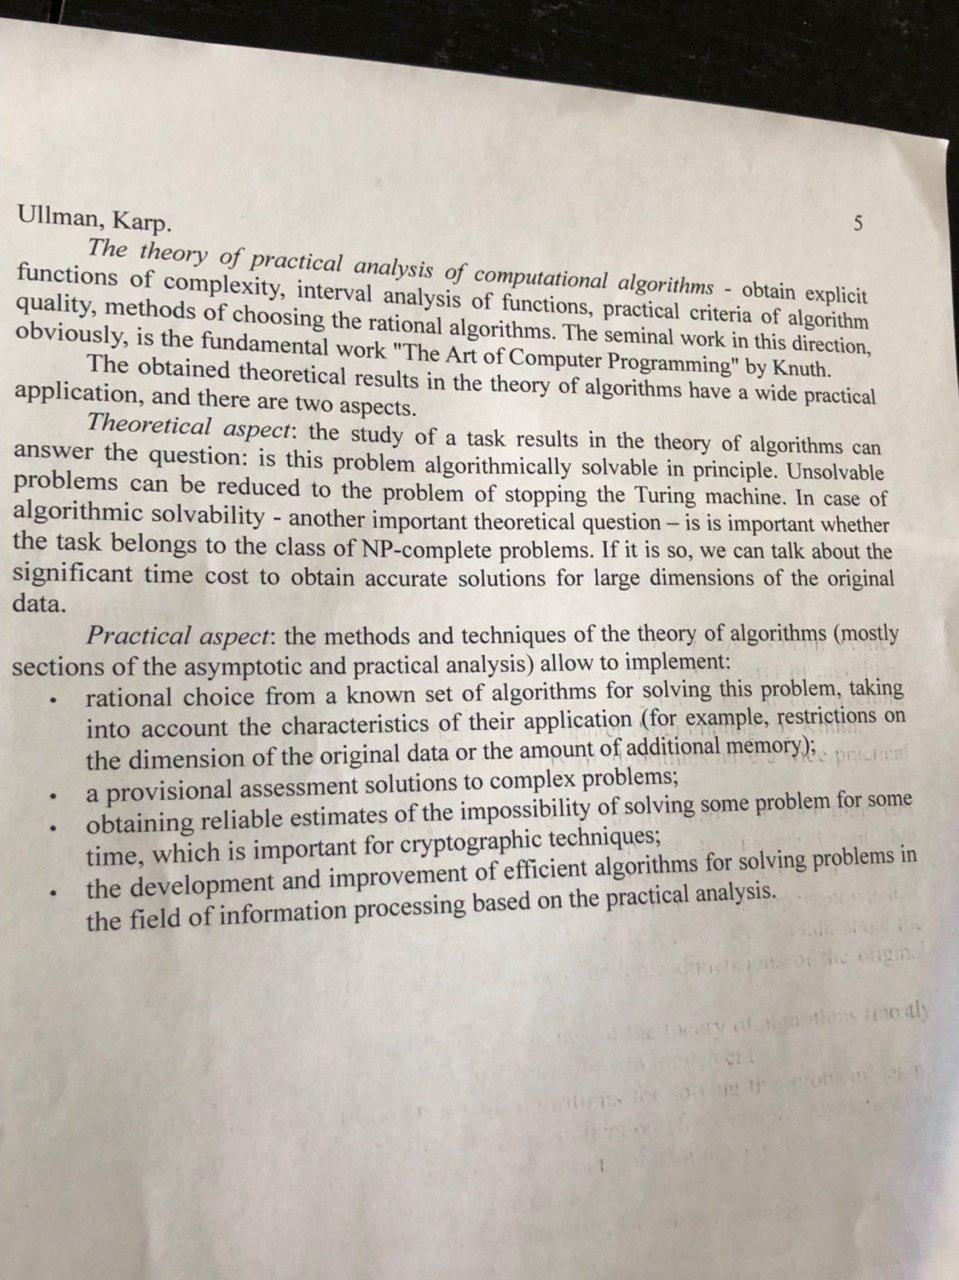 5
Ullman, Karp.
The theory of practical analysis of computational algorithms - obtain explicit
functions of complexity, interval analysis of functions, practical criteria of algorithm
quality, methods of choosing the rational algorithms. The seminal work in this direction,
obviously, is the fundamental work "The Art of Computer Programming" by Knuth.
The obtained theoretical results in the theory of algorithms have a wide practical
application, and there are two aspects.
Theoretical aspect: the study of a task results in the theory of algorithms can
answer the question: is this problem algorithmically solvable in principle. Unsolvable
problems can be reduced to the problem of stopping the Turing machine. In case of
algorithmic solvability - another important theoretical question – is is important whether
the task belongs to the class of NP-complete problems. If it is so, we can talk about the
significant time cost to obtain accurate solutions for large dimensions of the original
data.
Practical aspect: the methods and techniques of the theory of algorithms (mostly
sections of the asymptotic and practical analysis) allow to implement:
• rational choice from a known set of algorithms for solving this problem, taking
into account the characteristics of their application (for example, restrictions on
the dimension of the original data or the amount of additional memory);
• a provisional assessment solutions to complex problems;
• obtaining reliable estimates of the impossibility of solving some problem for some
time, which is important for cryptographic techniques;
• the development and improvement of efficient algorithms for solving problems in
the field of information processing based on the practical analysis.